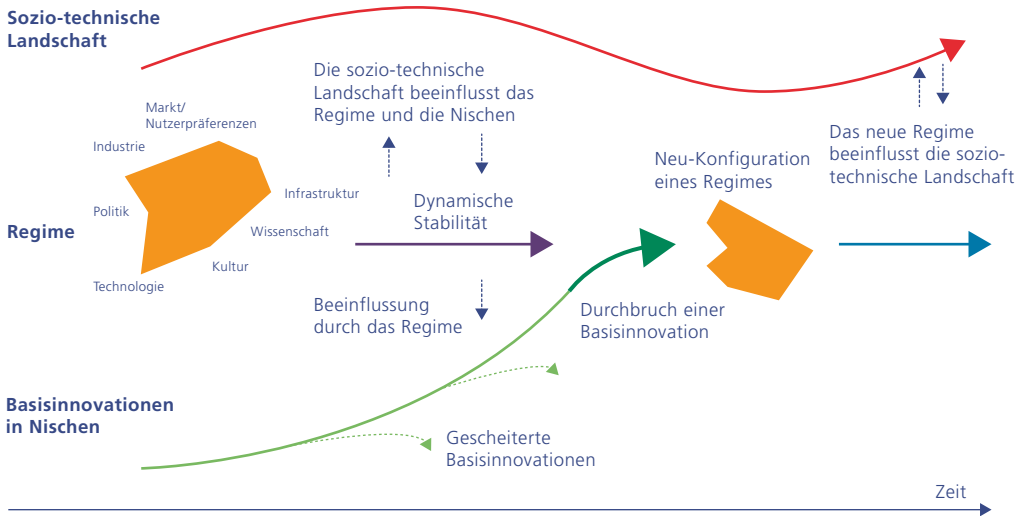 Sozio-technische
Landschaft
Die sozio-technische
Landschaft beeinflusst das
Regime und die Nischen
Markt/
Nutzerpräferenzen
Industrie
Politik
Infrastruktur
Wissenschaft
Kultur
Technologie
Regime
Dynamische
Stabilität
Neu-Konfiguration
eines Regimes
Das neue Regime
beeinflusst die sozio-
technische Landschaft
Beeinflussung
durch das Regime
Durchbruch einer
Basisinnovation
Basisinnovationen
in Nischen
Gescheiterte
Basisinnovationen
Zeit